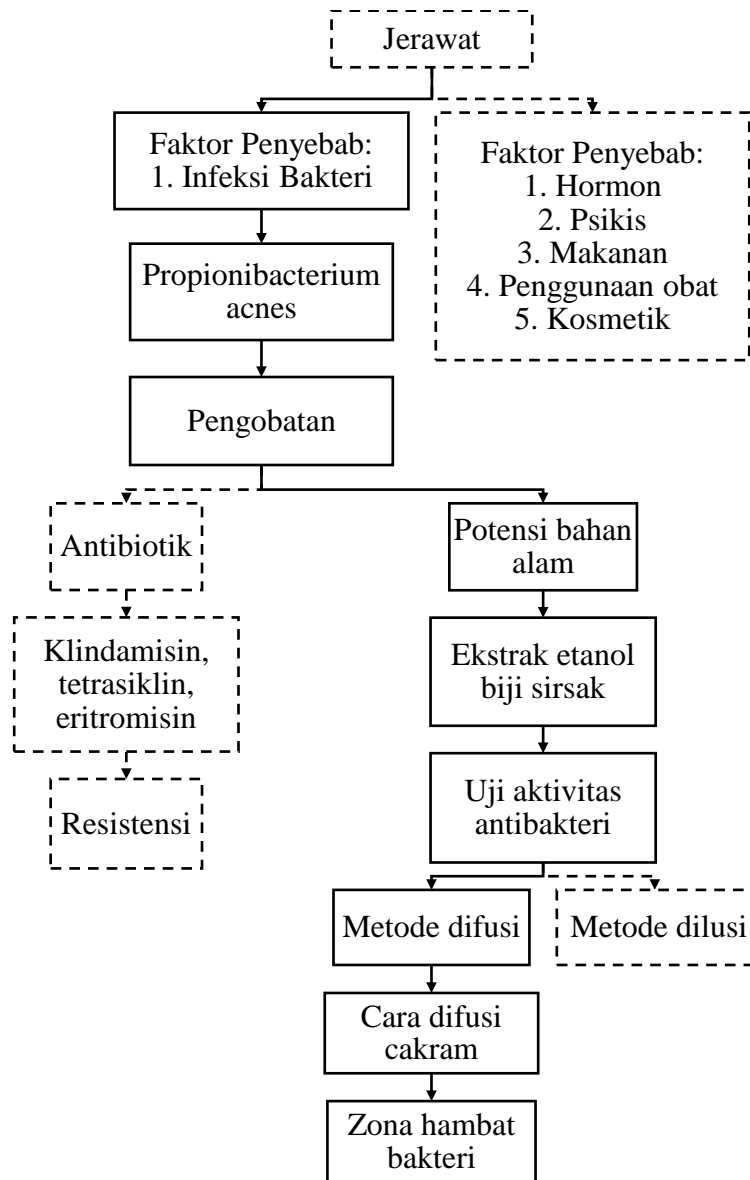 Jerawat
Faktor Penyebab:
1. Infeksi Bakteri
Faktor Penyebab:
1. Hormon
2. Psikis
3. Makanan
4. Penggunaan obat
5. Kosmetik
Propionibacterium
acnes
Pengobatan
Antibiotik
Potensi bahan
alam
Klindamisin,
tetrasiklin,
eritromisin
Ekstrak etanol
biji sirsak
Resistensi
Uji aktivitas
antibakteri
Metode difusi
Metode dilusi
Cara difusi
cakram
Zona hambat
bakteri